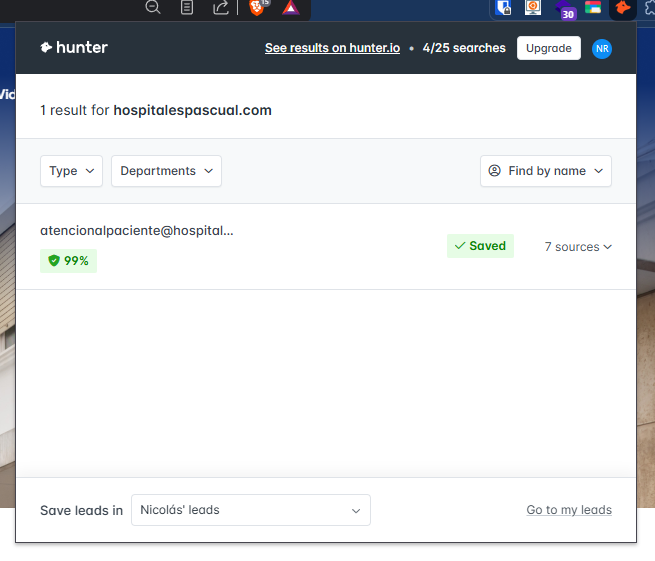 15
30
hunter
See results on hunter.io • 4/25 searches
Upgrade
NR
1 result for hospitalespascual.com
Type
Departments
Find by name
atencionalpaciente@hospital...
99%
Saved
7 sources
Save leads in
Nicolás' leads
Go to my leads